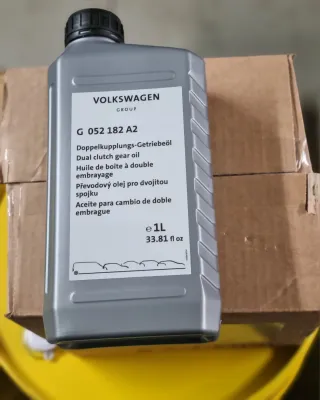 VOLKSWAGEN
GROUP
G 052 182 A2
Doppelkupplungs-Getriebeöl
Dual clutch gear oil
Huile de boîte à double
embrayage
Převodový olej pro dvojitou
spojku
Aceite para cambio de doble
embrague
e 1L
33.81 fl oz